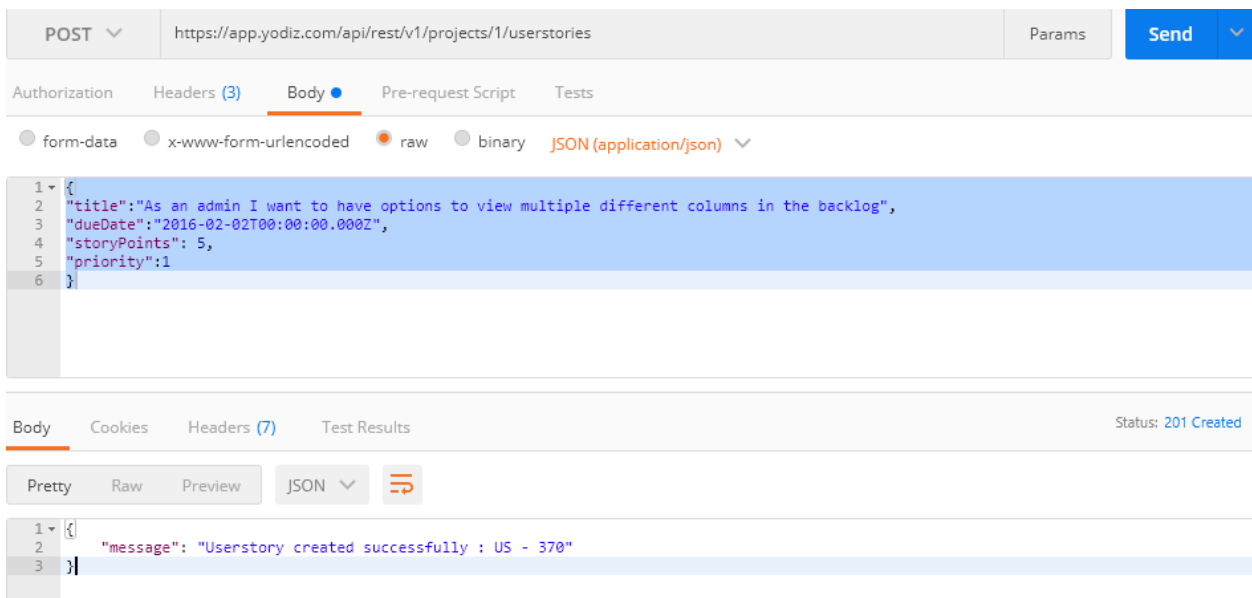 POST https://app.yodiz.com/api/rest/v1/projects/1/userstories Params Send
Authorization Headers (3) Body Pre-request Script Tests
form-data x-www-form-urlencoded raw binary JSON (application/json)
1 {
2 "title":"As an admin I want to have options to view multiple different columns in the backlog",
3 "dueDate":"2016-02-02T00:00:00.000Z",
4 "storyPoints": 5,
5 "priority":1
6 }
Body Cookies Headers (7) Test Results Status: 201 Created
Pretty Raw Preview JSON
1 {
2 "message": "Userstory created successfully : US - 370"
3 }